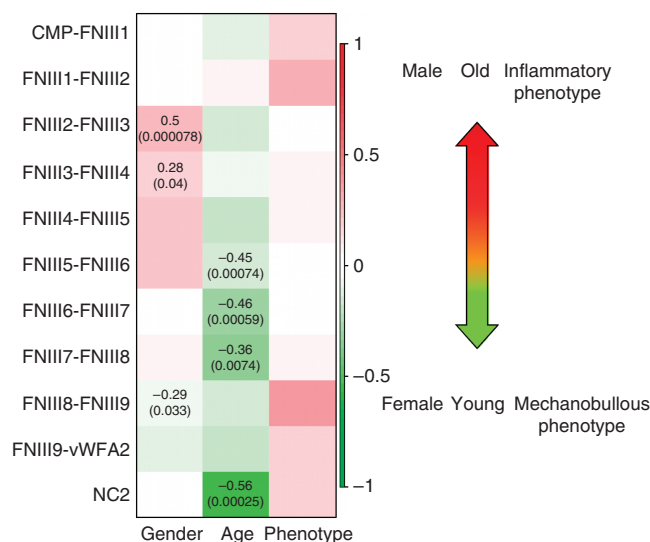 CMP-FNIII1
FNIII1-FNIII2
FNIII2-FNIII3
FNIII3-FNIII4
FNIII4-FNIII5
FNIII5-FNIII6
FNIII6-FNIII7
FNIII7-FNIII8
FNIII8-FNIII9
FNIII9-vWFA2
NC2
0.5
(0.000078)
0.28
(0.04)
−0.29
(0.033)
−0.45
(0.00074)
−0.46
(0.00059)
−0.36
(0.0074)
−0.56
(0.00025)
Gender Age Phenotype
1
0.5
0
−0.5
−1
Male Old Inflammatory
phenotype
Female Young Mechanobullous
phenotype